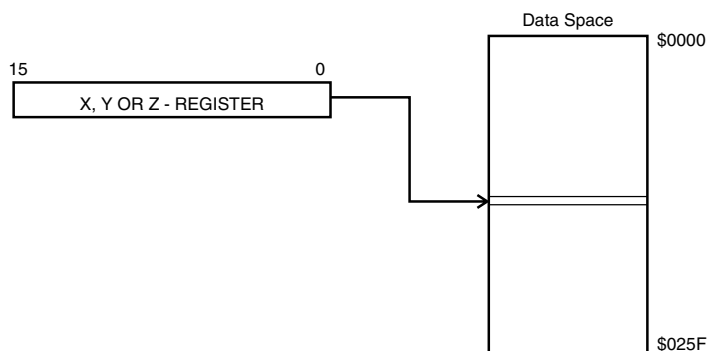 Data Space
$0000
15 0
X, Y OR Z - REGISTER
$025F